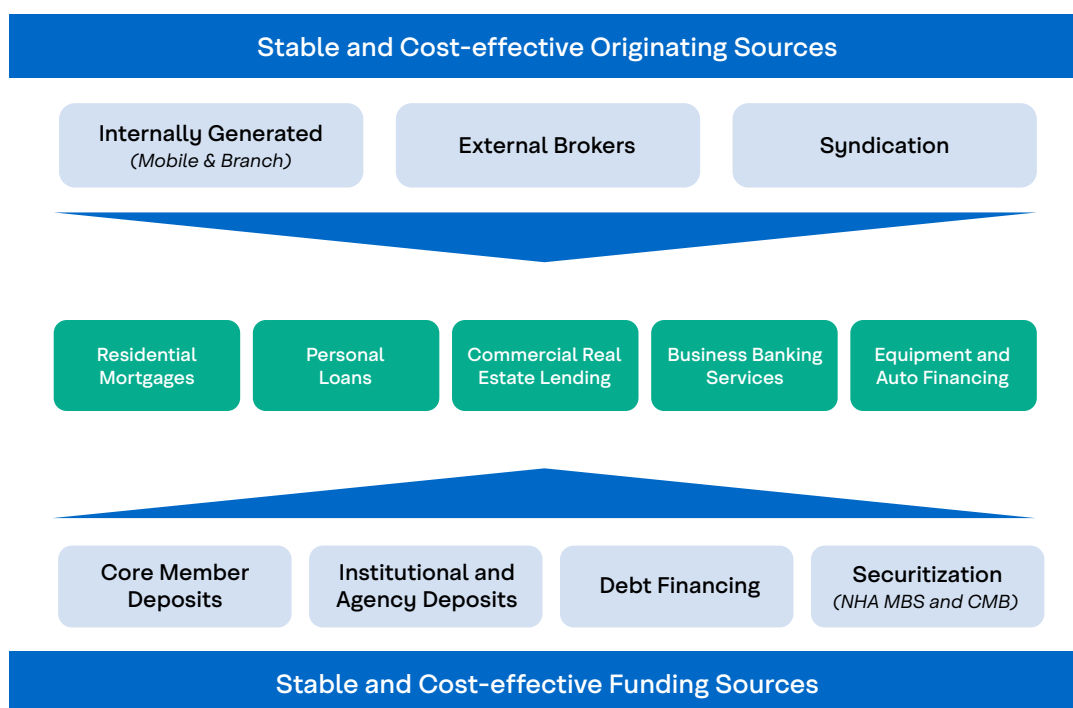 Stable and Cost-effective Originating Sources
Internally Generated
(Mobile & Branch)
External Brokers
Syndication
Residential
Mortgages
Personal
Loans
Commercial Real
Estate Lending
Business Banking
Services
Equipment and
Auto Financing
Core Member
Deposits
Institutional and
Agency Deposits
Debt Financing
Securitization
(NHA MBS and CMB)
Stable and Cost-effective Funding Sources